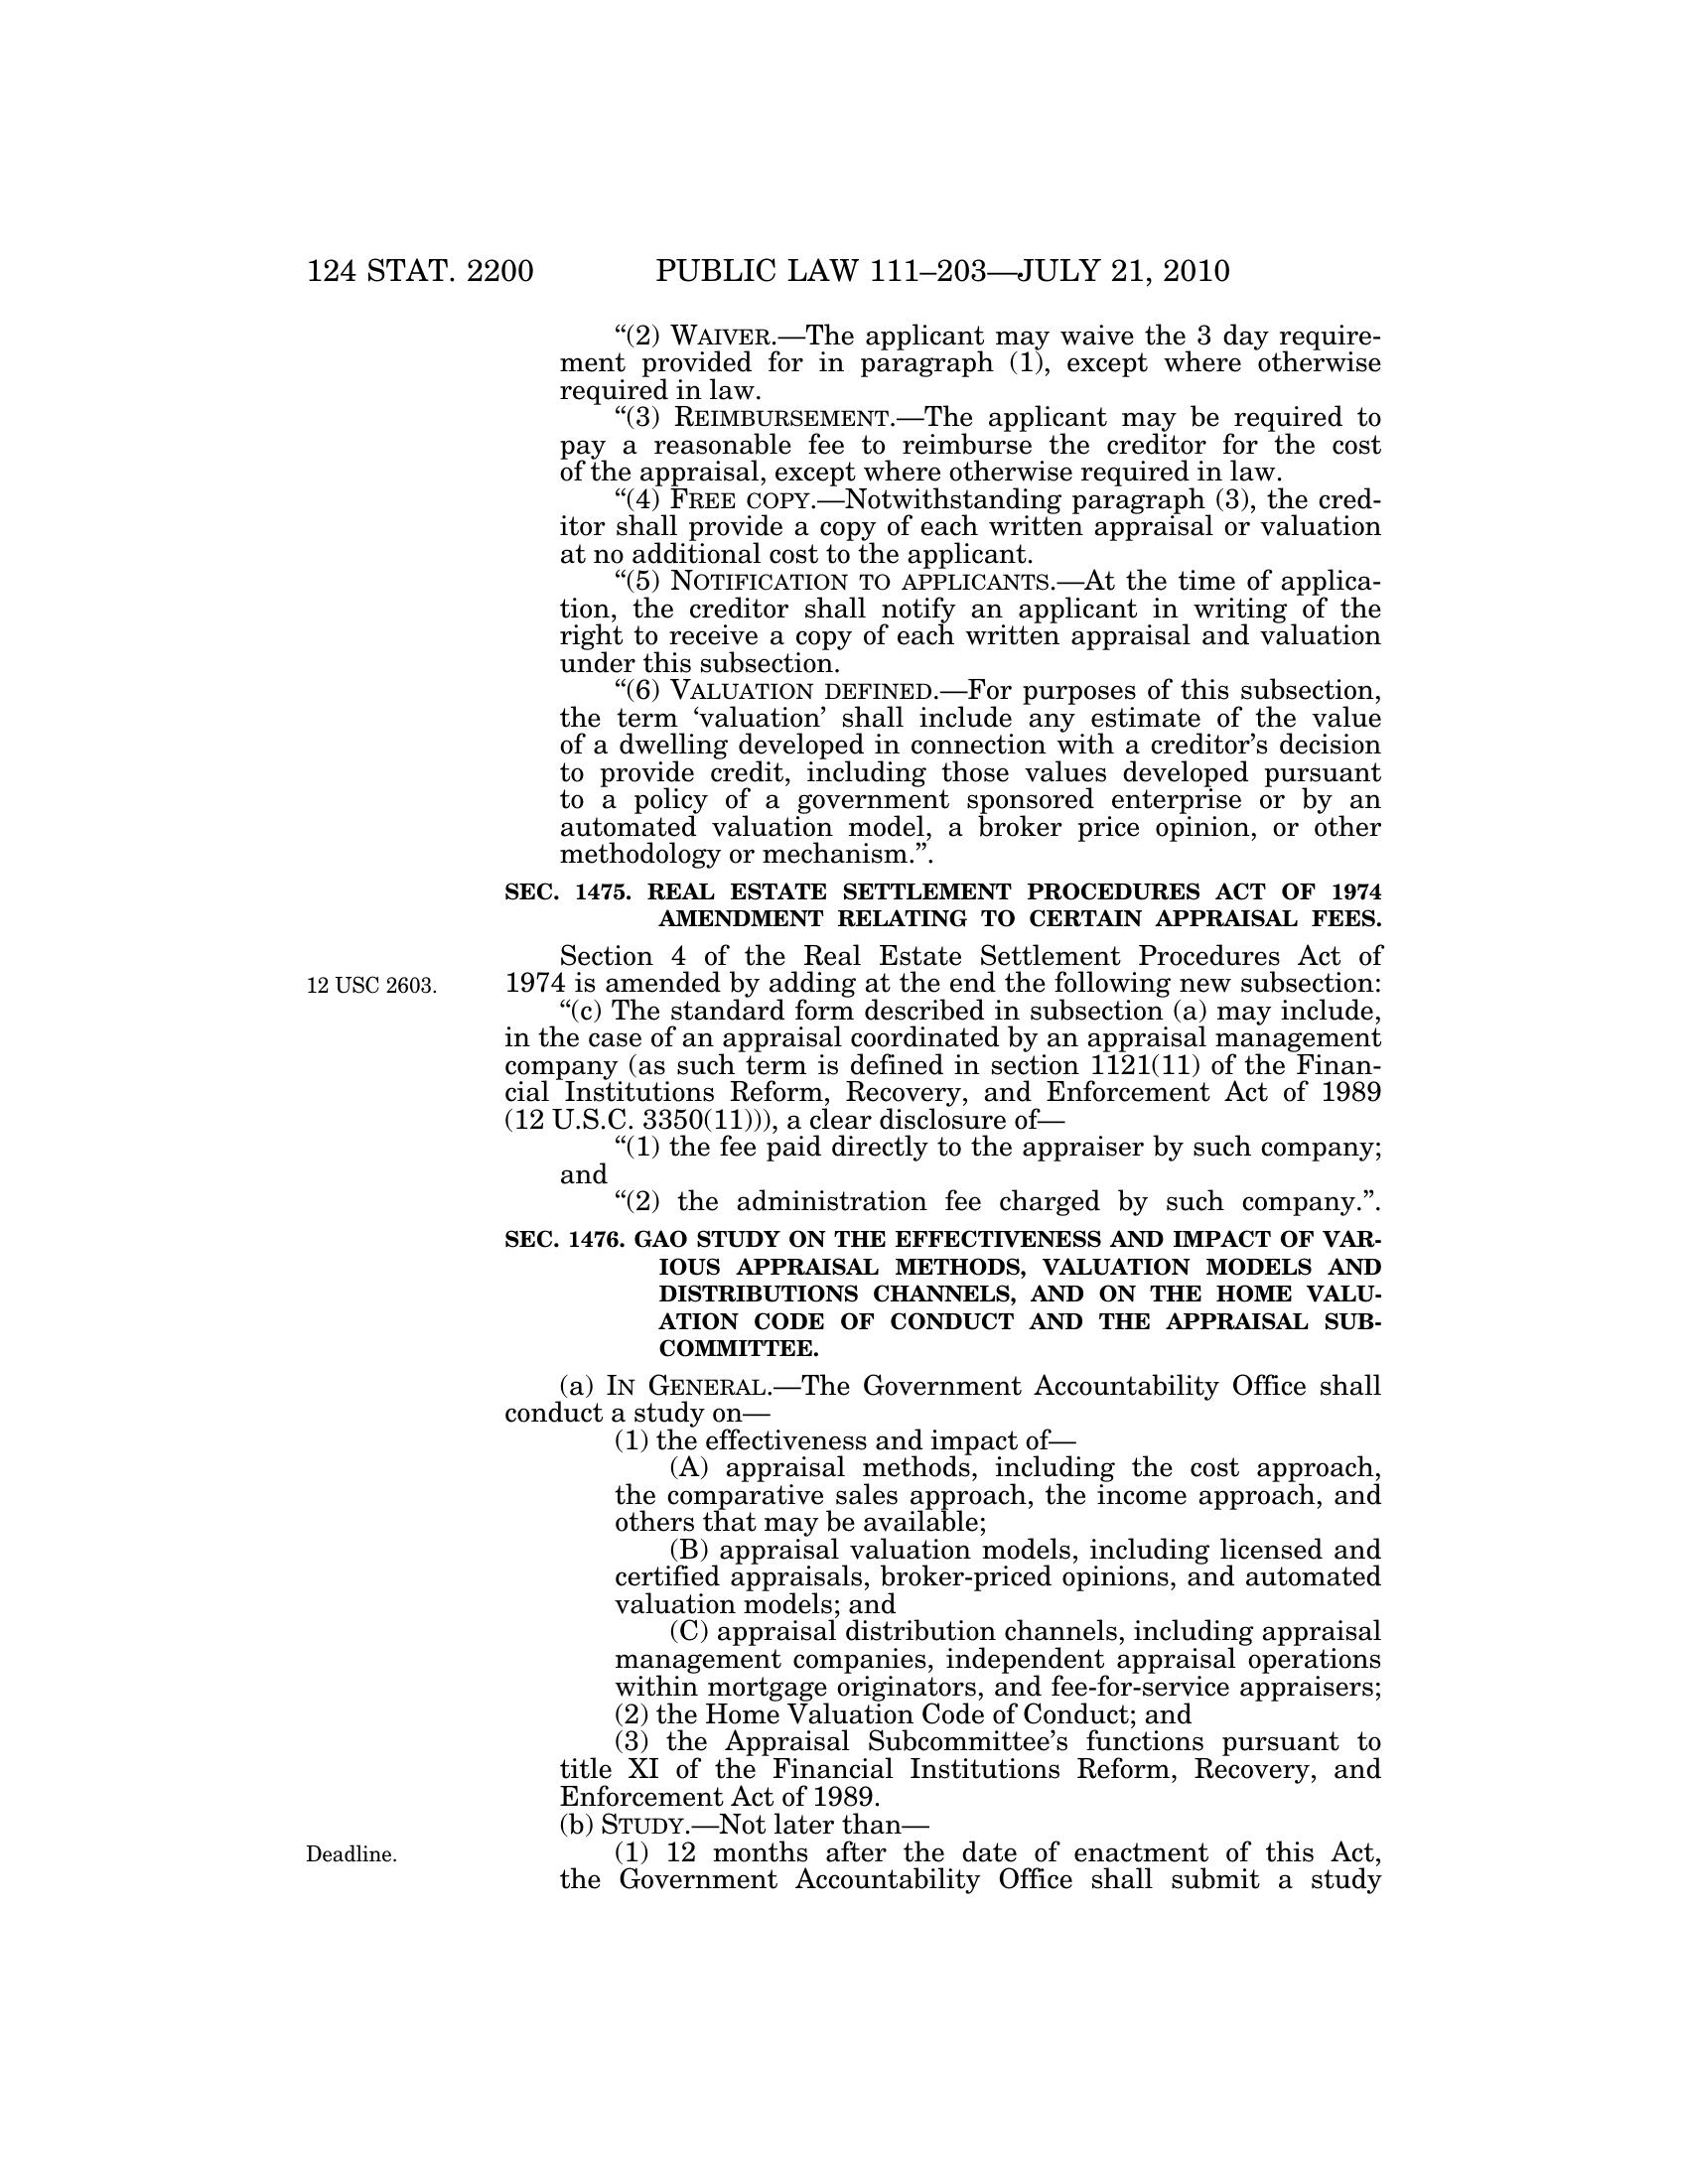 124 STAT. 2200 PUBLIC LAW 111–203—JULY 21, 2010
“(2) WAIVER.—The applicant may waive the 3 day require-
ment provided for in paragraph (1), except where otherwise
required in law.
“(3) REIMBURSEMENT.—The applicant may be required to
pay a reasonable fee to reimburse the creditor for the cost
of the appraisal, except where otherwise required in law.
“(4) FREE COPY.—Notwithstanding paragraph (3), the cred-
itor shall provide a copy of each written appraisal or valuation
at no additional cost to the applicant.
“(5) NOTIFICATION TO APPLICANTS.—At the time of applica-
tion, the creditor shall notify an applicant in writing of the
right to receive a copy of each written appraisal and valuation
under this subsection.
“(6) VALUATION DEFINED.—For purposes of this subsection,
the term ‘valuation’ shall include any estimate of the value
of a dwelling developed in connection with a creditor’s decision
to provide credit, including those values developed pursuant
to a policy of a government sponsored enterprise or by an
automated valuation model, a broker price opinion, or other
methodology or mechanism.”.
SEC. 1475. REAL ESTATE SETTLEMENT PROCEDURES ACT OF 1974
AMENDMENT RELATING TO CERTAIN APPRAISAL FEES.
Section 4 of the Real Estate Settlement Procedures Act of
12 USC 2603.
1974 is amended by adding at the end the following new subsection:
“(c) The standard form described in subsection (a) may include,
in the case of an appraisal coordinated by an appraisal management
company (as such term is defined in section 1121(11) of the Finan-
cial Institutions Reform, Recovery, and Enforcement Act of 1989
(12 U.S.C. 3350(11))), a clear disclosure of—
“(1) the fee paid directly to the appraiser by such company;
and
“(2) the administration fee charged by such company.”.
SEC. 1476. GAO STUDY ON THE EFFECTIVENESS AND IMPACT OF VAR-
IOUS APPRAISAL METHODS, VALUATION MODELS AND
DISTRIBUTIONS CHANNELS, AND ON THE HOME VALU-
ATION CODE OF CONDUCT AND THE APPRAISAL SUB-
COMMITTEE.
(a) IN GENERAL.—The Government Accountability Office shall
conduct a study on—
(1) the effectiveness and impact of—
(A) appraisal methods, including the cost approach,
the comparative sales approach, the income approach, and
others that may be available;
(B) appraisal valuation models, including licensed and
certified appraisals, broker-priced opinions, and automated
valuation models; and
(C) appraisal distribution channels, including appraisal
management companies, independent appraisal operations
within mortgage originators, and fee-for-service appraisers;
(2) the Home Valuation Code of Conduct; and
(3) the Appraisal Subcommittee’s functions pursuant to
title XI of the Financial Institutions Reform, Recovery, and
Enforcement Act of 1989.
(b) STUDY.—Not later than—
Deadline.
(1) 12 months after the date of enactment of this Act,
the Government Accountability Office shall submit a study